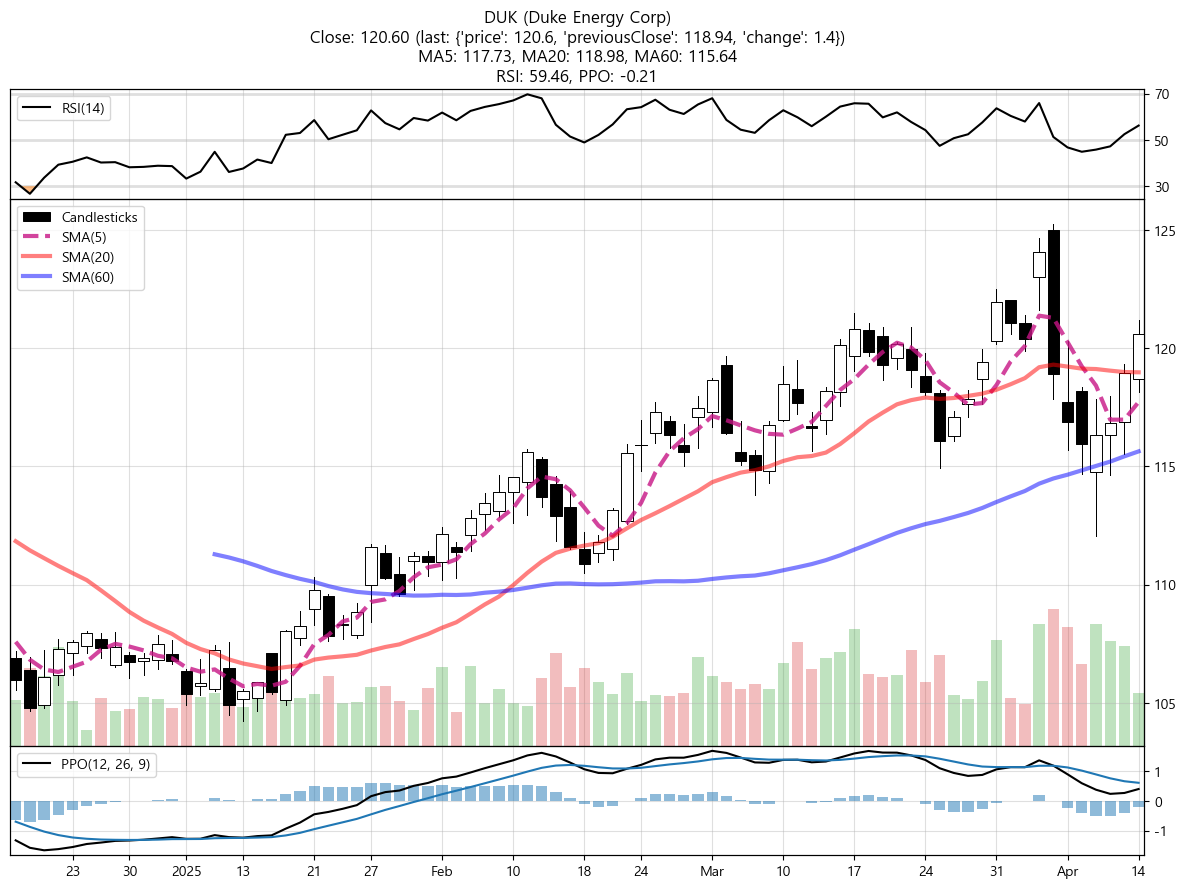 DUK (Duke Energy Corp)
Close: 120.60 (last: {'price': 120.6, 'previousClose': 118.94, 'change': 1.4})
MA5: 117.73, MA20: 118.98, MA60: 115.64
RSI: 59.46, PPO: -0.21
RSI(14)
70
50
30
Candlesticks
SMA(5)
SMA(20)
SMA(60)
125
120
115
110
105
PPO(12, 26, 9)
1
0
-1
23 30 2025 13 21 27 Feb 10 18 24 Mar 10 17 24 31 Apr 14